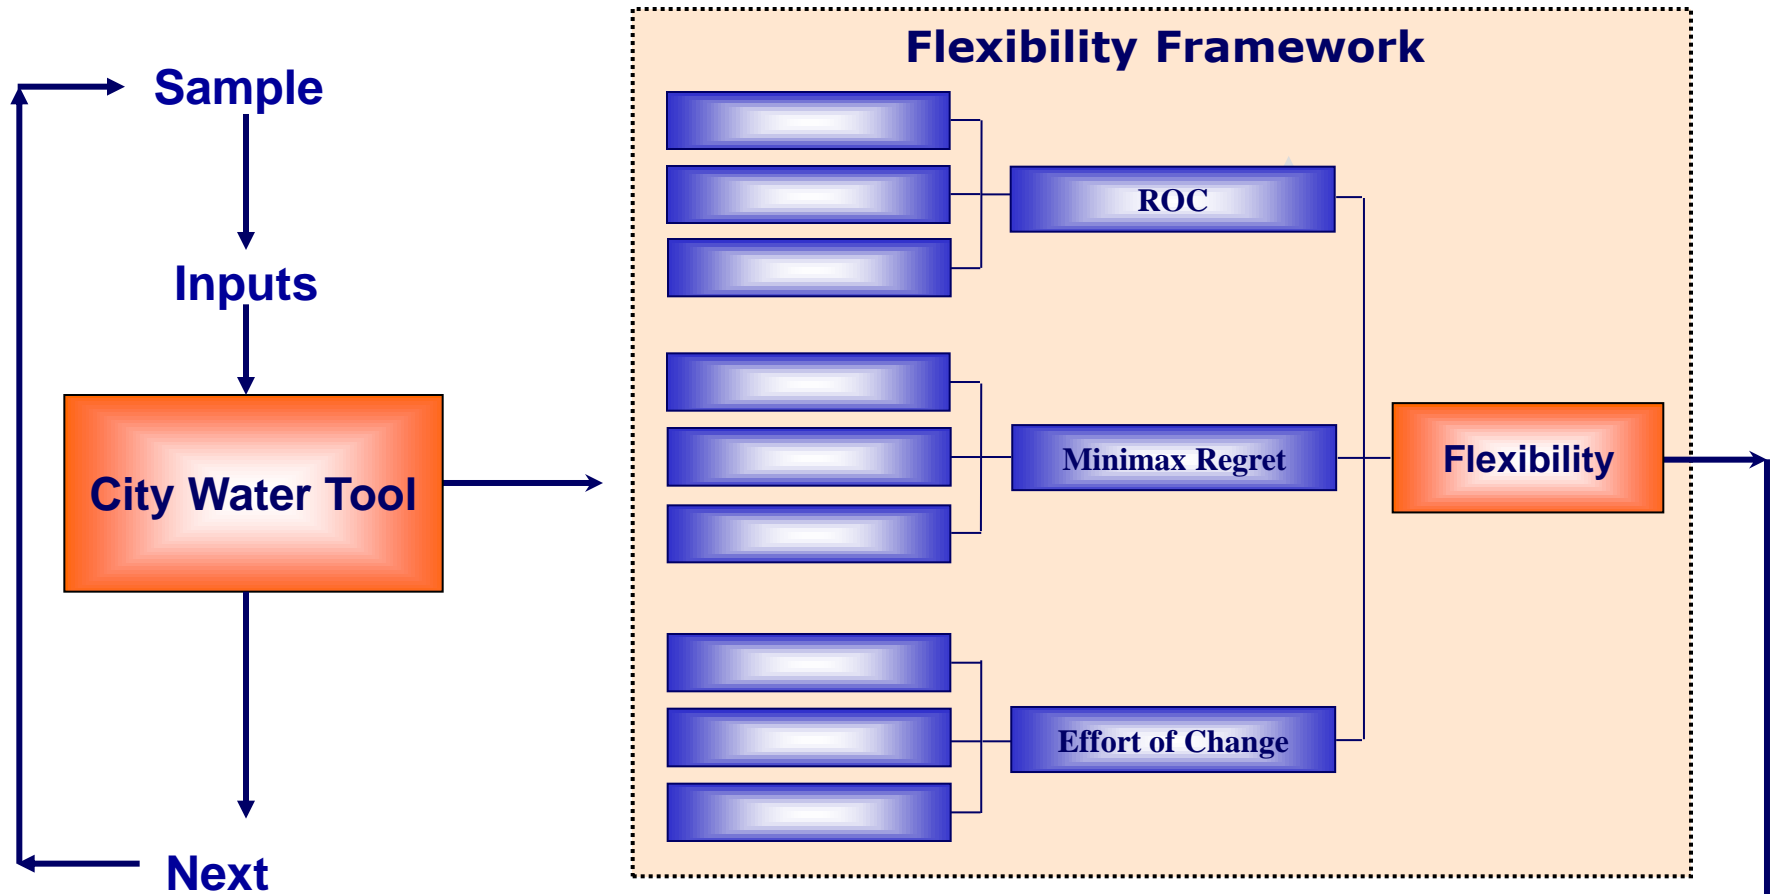 Flexibility Framework
Sample
Inputs
City Water Tool
Next
ROC
Minimax Regret
Effort of Change
Flexibility